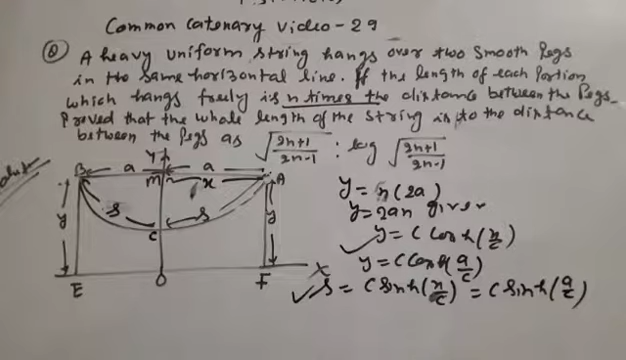 Common Catenary Video-29
Q A heavy uniform string hangs over two smooth Pegs
in the same horizontal line. If the length of each Portion
which hangs freely is n times the distance between the Pegs.
Proved that the whole length of the string is to the distance
between the Pegs as √(2n+1/2n-1) : log √(2n+1/2n-1)
B a Y a A
M x
y s s y
C
E O F X
y = n(2a)
y = 2an given
y = c Cosh(x/c)
y = c Cosh(a/c)
s = c Sinh(x/c) = c Sinh(a/c)